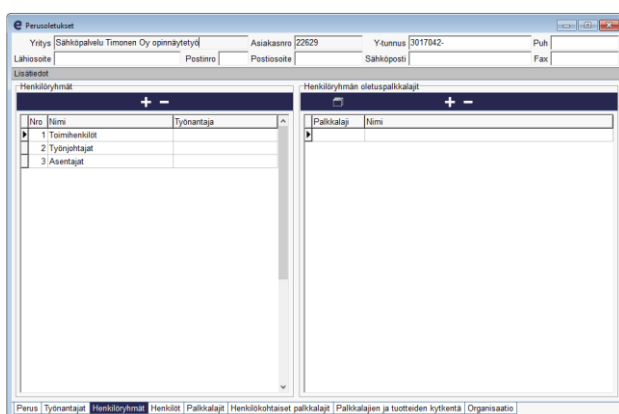 e Perusoletukset
Yritys Sähköpalvelu Timonen Oy opinnäytetyö Asiakasnro 22629 Y-tunnus 3017042- Puh
Lähiosoite Postinro Postiosoite Sähköposti Fax
Lisätiedot
Henkilöryhmät Henkilöryhmän oletuspalkkalajit
Nro Nimi Työnantaja Palkkalaji Nimi
1 Toimihenkilöt
2 Työnjohtajat
3 Asentajat
Perus Työnantajat Henkilöryhmät Henkilöt Palkkalajit Henkilökohtaiset palkkalajit Palkkalajien ja tuotteiden kytkentä Organisaatio